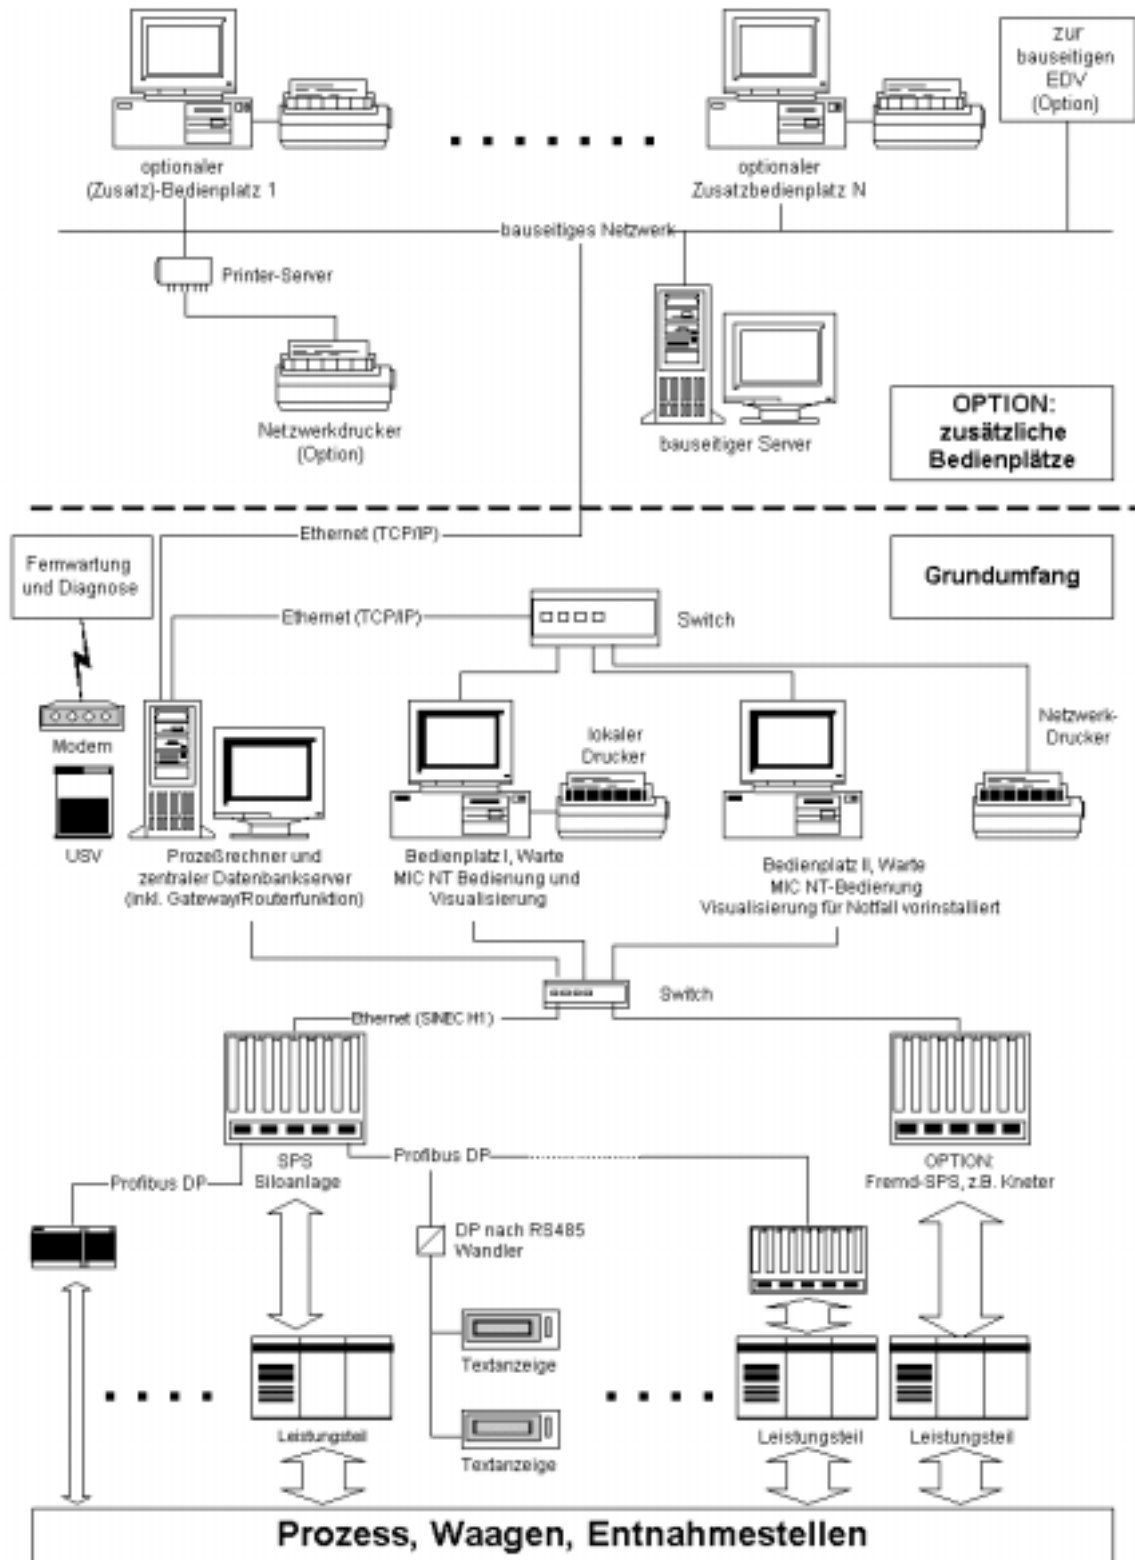 zur
bauseitigen
EDV
(Option)
optionaler
(Zusatz)-Bedienplatz 1
optionaler
Zusatzbedienplatz N
bauseitiges Netzwerk
Printer-Server
Netzwerkdrucker
(Option)
bauseitiger Server
OPTION:
zusätzliche
Bedienplätze
Ethernet (TCP/IP)
Fernwartung
und Diagnose
Grundumfang
Ethernet (TCP/IP)
Switch
Modem
lokaler
Drucker
Netzwerk-
Drucker
USV
Prozeßrechner und
zentraler Datenbankserver
(inkl. Gateway/Routerfunktion)
Bedienplatz I, Warte
MIC NT Bedienung und
Visualisierung
Bedienplatz II, Warte
MIC NT-Bedienung
Visualisierung für Notfall vorinstalliert
Switch
Ethernet (SINEC H1)
SPS
Siloanlage
Profibus DP
Profibus DP
OPTION:
Fremd-SPS, z.B. Kneter
DP nach RS485
Wandler
Textanzeige
Leistungsteil
Textanzeige
Leistungsteil
Leistungsteil
Prozess, Waagen, Entnahmestellen